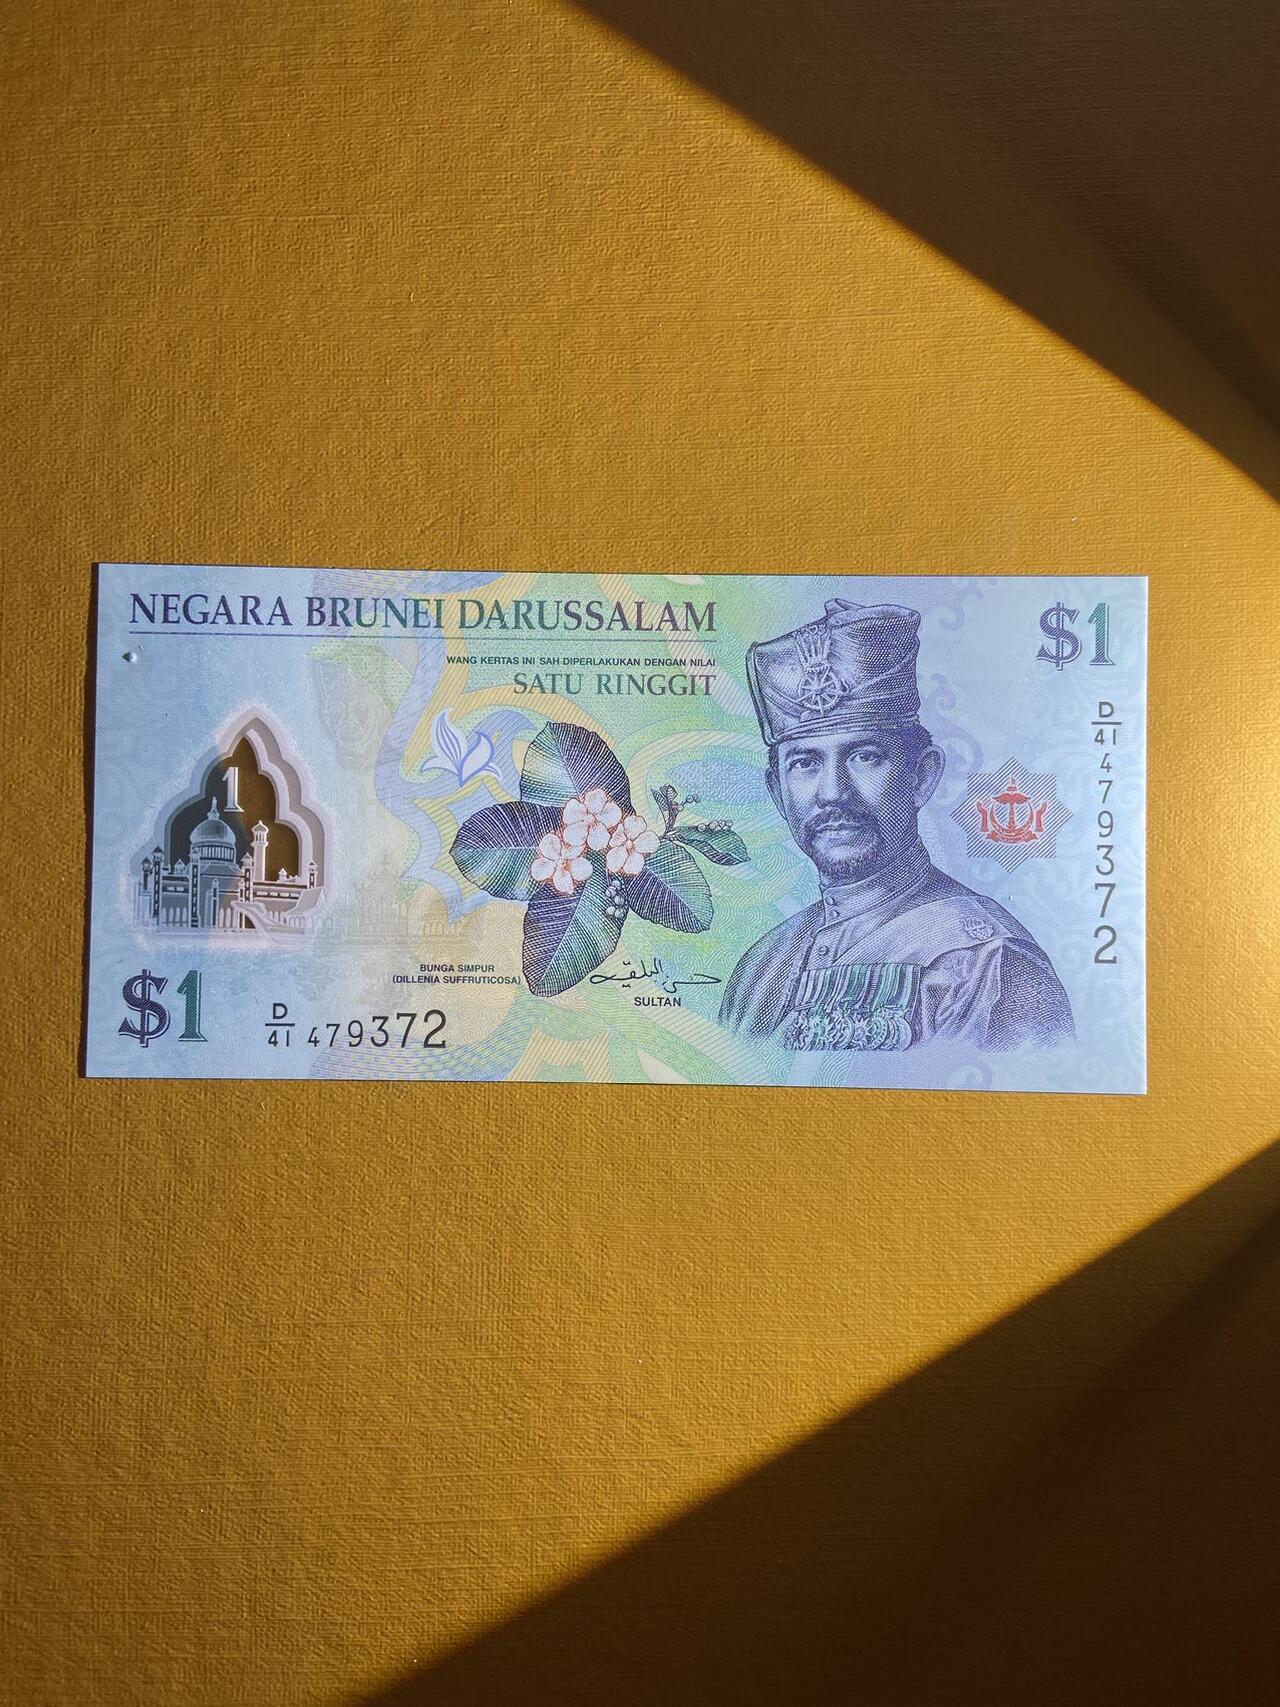 NEGARA BRUNEI DARUSSALAM
WANG KERTAS INI SAH DIPERLAKUKAN DENGAN NILAI
SATU RINGGIT
$1
D
41
479372
1
BUNGA SIMPUR
(DILLENIA SUFFRUTICOSA)
SULTAN
$1
D
41 479372